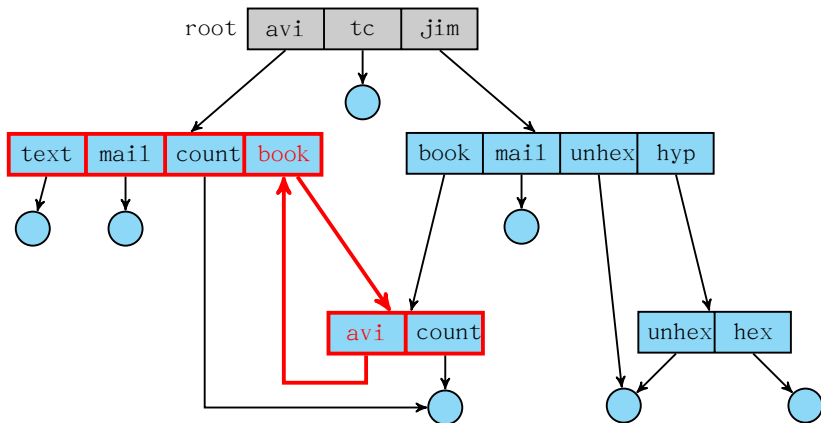 root avi tc jim
text mail count book book mail unhex hyp
avi count unhex hex